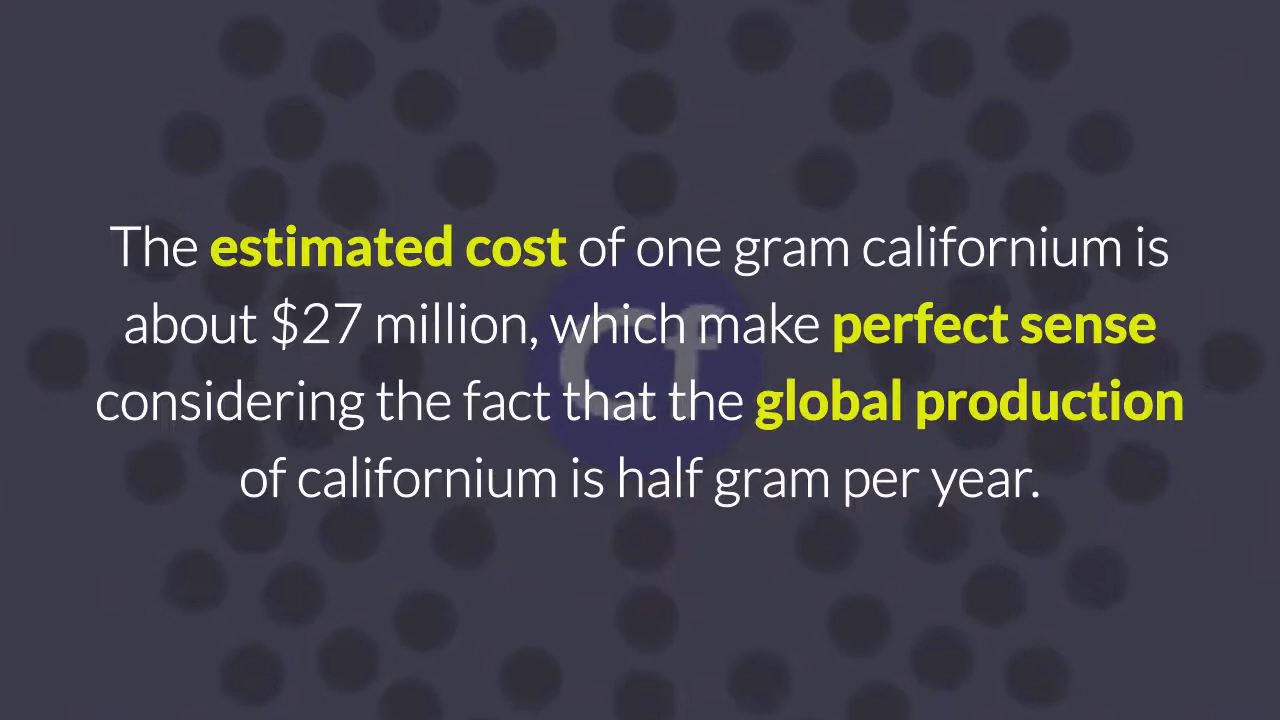 The estimated cost of one gram californium is
about $27 million, which make perfect sense
considering the fact that the global production
of californium is half gram per year.
Cf